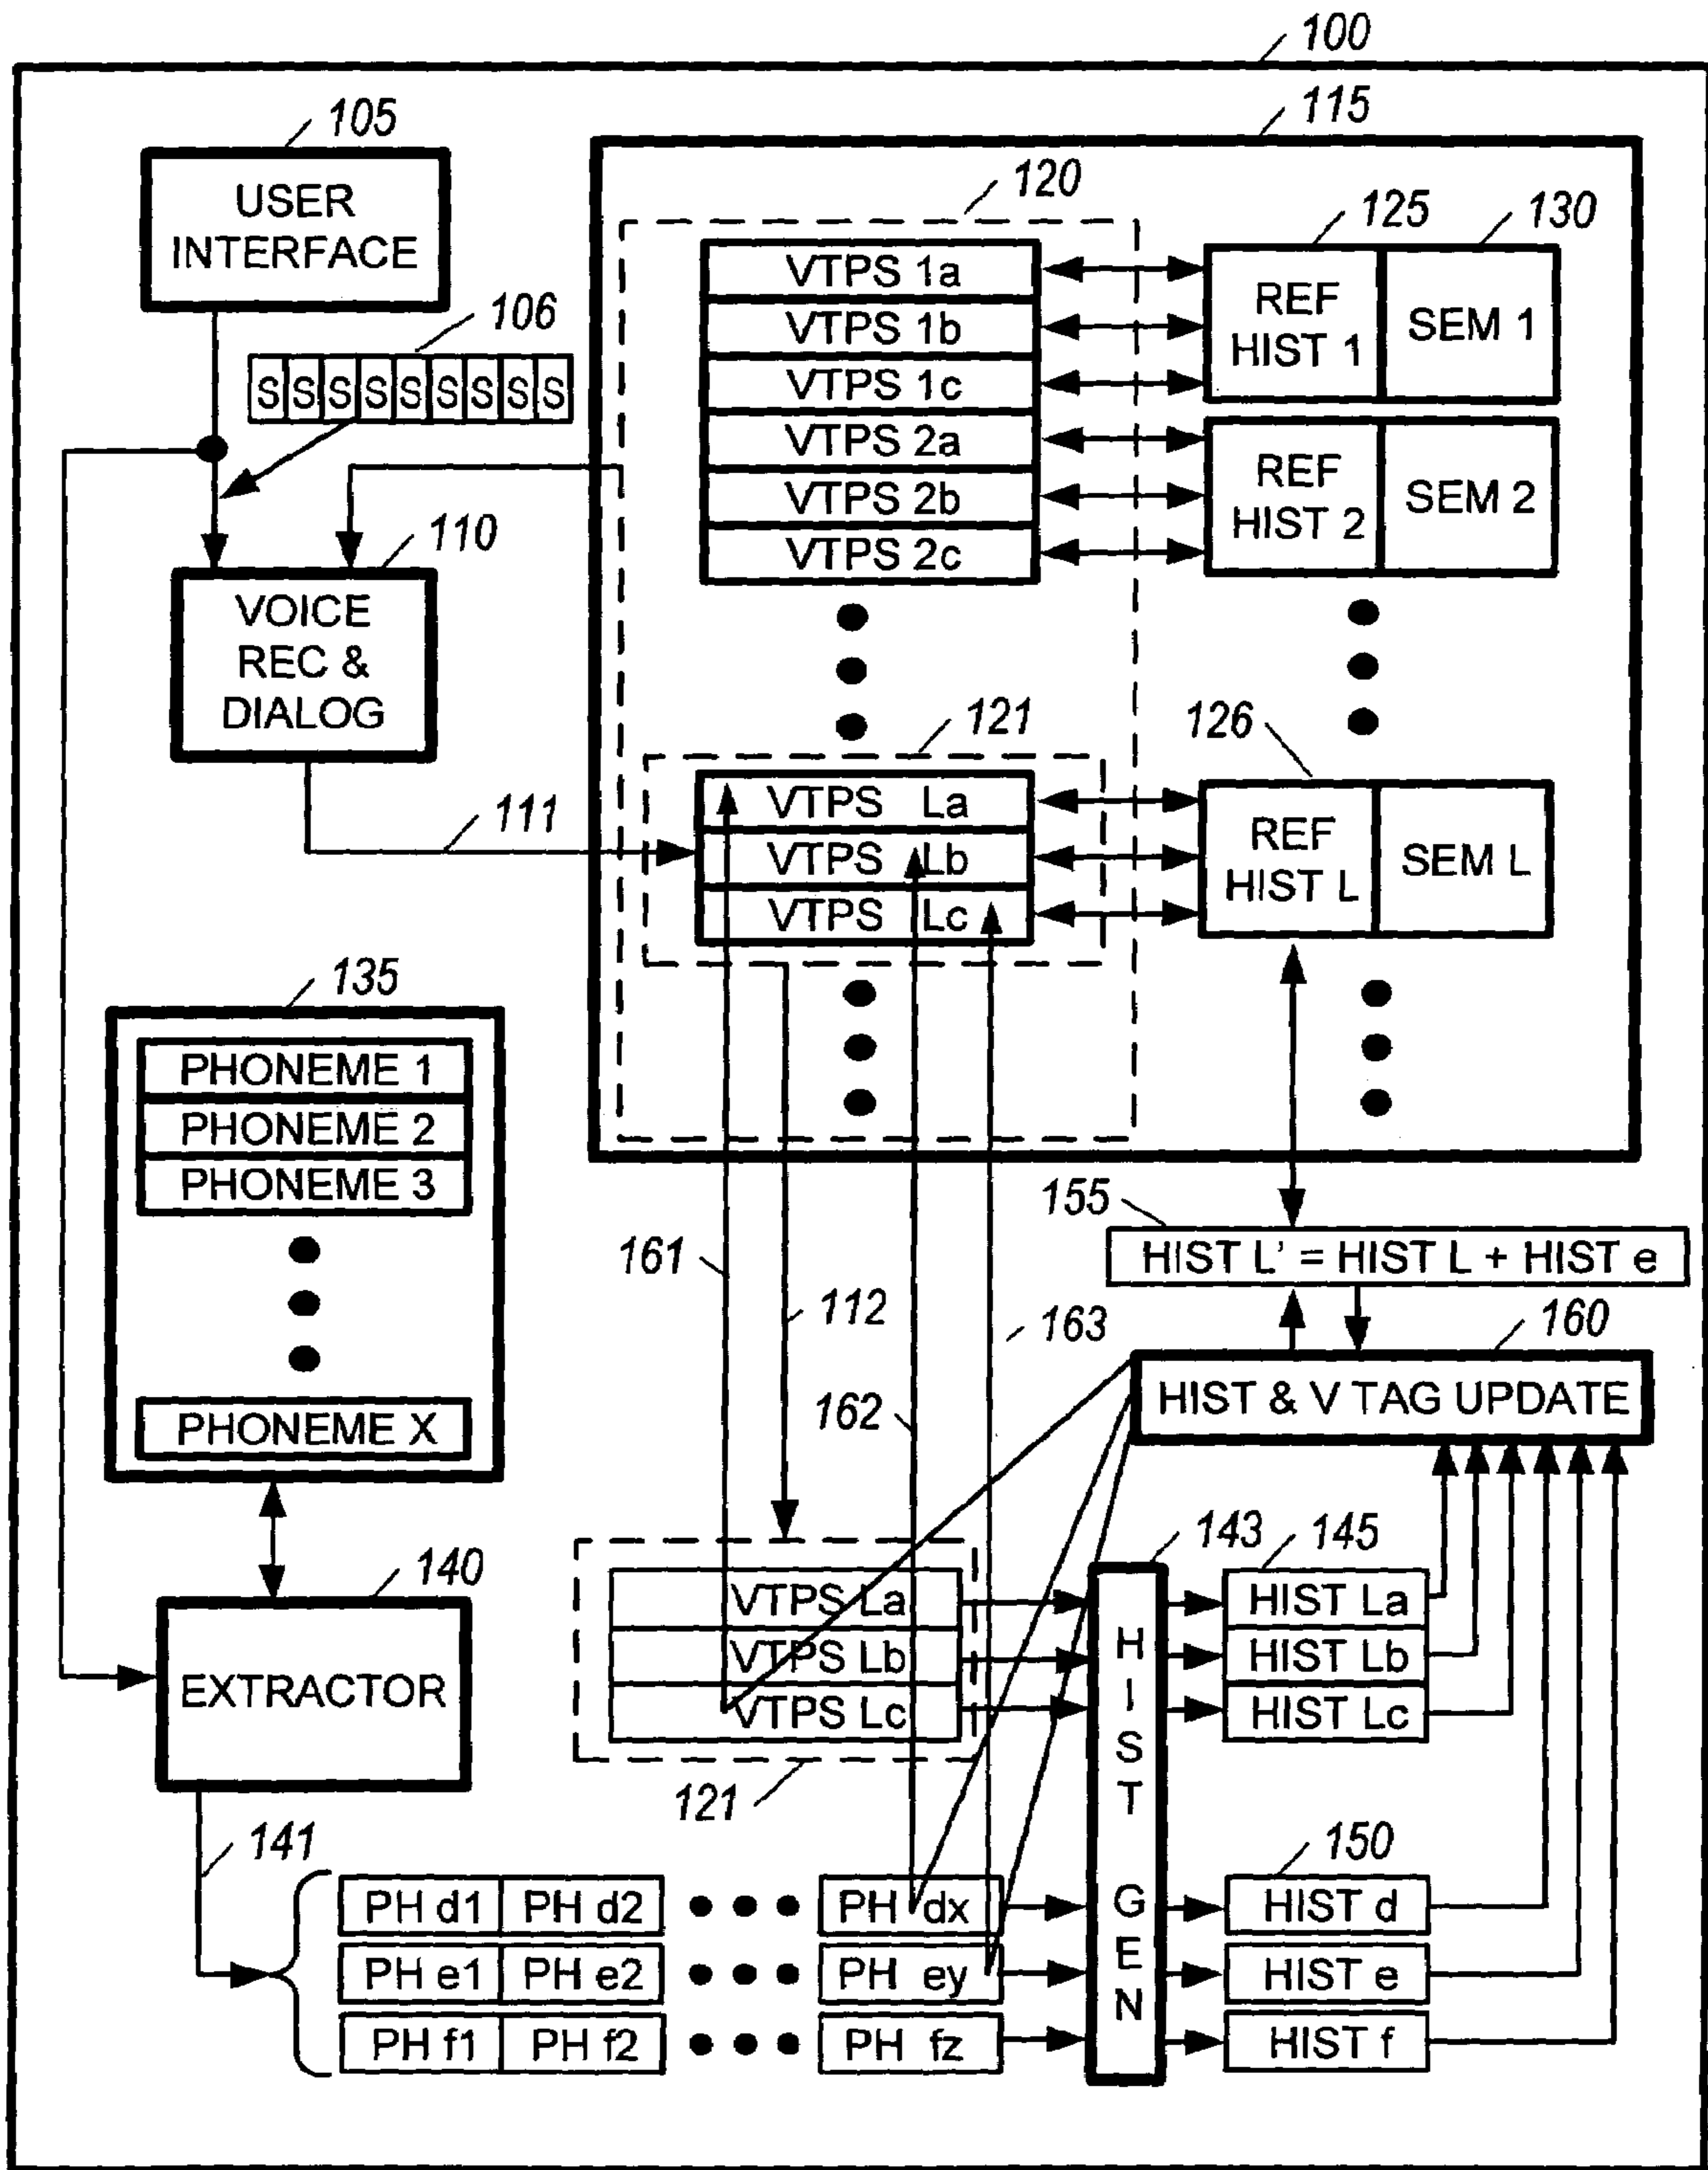 100
105
115
USER
INTERFACE
120
125
130
VTPS 1a
VTPS 1b
VTPS 1c
VTPS 2a
VTPS 2b
VTPS 2c
REF
HIST 1
SEM 1
REF
HIST 2
SEM 2
106
S S S S S S S S S
110
VOICE
REC &
DIALOG
111
121
126
VTPS La
VTPS Lb
VTPS Lc
REF
HIST L
SEM L
135
PHONEME 1
PHONEME 2
PHONEME 3
PHONEME X
161
112
162
163
155
HIST L' = HIST L + HIST e
160
HIST & V TAG UPDATE
140
EXTRACTOR
VTPS La
VTPS Lb
VTPS Lc
121
143
HIST GEN
145
HIST La
HIST Lb
HIST Lc
141
PH d1 PH d2 PH dx
PH e1 PH e2 PH ey
PH f1 PH f2 PH fz
150
HIST d
HIST e
HIST f